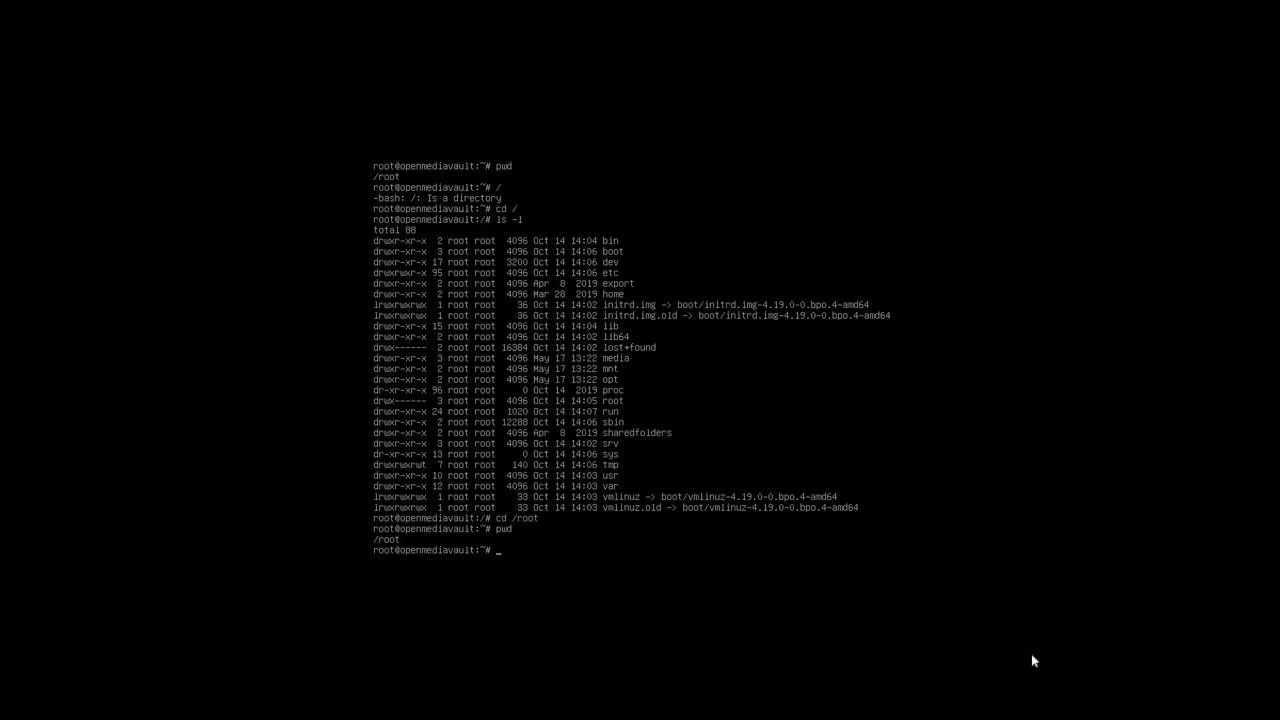 root@openmediavault:~# pwd
/root
root@openmediavault:~# /
-bash: /: Is a directory
root@openmediavault:~# cd /
root@openmediavault:/# ls -l
total 88
drwxr-xr-x  2 root root  4096 Oct 14 14:04 bin
drwxr-xr-x  3 root root  4096 Oct 14 14:06 boot
drwxr-xr-x 17 root root  3200 Oct 14 14:06 dev
drwxrwxr-x 95 root root  4096 Oct 14 14:06 etc
drwxr-xr-x  2 root root  4096 Apr  8  2019 export
drwxr-xr-x  2 root root  4096 Mar 28  2019 home
lrwxrwxrwx  1 root root    36 Oct 14 14:02 initrd.img -> boot/initrd.img-4.19.0-0.bpo.4-amd64
lrwxrwxrwx  1 root root    36 Oct 14 14:02 initrd.img.old -> boot/initrd.img-4.19.0-0.bpo.4-amd64
drwxr-xr-x 15 root root  4096 Oct 14 14:04 lib
drwxr-xr-x  2 root root  4096 Oct 14 14:02 lib64
drwx------  2 root root 16384 Oct 14 14:02 lost+found
drwxr-xr-x  3 root root  4096 May 17 13:22 media
drwxr-xr-x  2 root root  4096 May 17 13:22 mnt
drwxr-xr-x  2 root root  4096 May 17 13:22 opt
dr-xr-xr-x 96 root root     0 Oct 14  2019 proc
drwx------  3 root root  4096 Oct 14 14:05 root
drwxr-xr-x 24 root root  1020 Oct 14 14:07 run
drwxr-xr-x  2 root root 12288 Oct 14 14:06 sbin
drwxr-xr-x  2 root root  4096 Apr  8  2019 sharedfolders
drwxr-xr-x  3 root root  4096 Oct 14 14:02 srv
dr-xr-xr-x 13 root root     0 Oct 14 14:06 sys
drwxrwxrwt  7 root root   140 Oct 14 14:06 tmp
drwxr-xr-x 10 root root  4096 Oct 14 14:03 usr
drwxr-xr-x 12 root root  4096 Oct 14 14:03 var
lrwxrwxrwx  1 root root    33 Oct 14 14:03 vmlinuz -> boot/vmlinuz-4.19.0-0.bpo.4-amd64
lrwxrwxrwx  1 root root    33 Oct 14 14:03 vmlinuz.old -> boot/vmlinuz-4.19.0-0.bpo.4-amd64
root@openmediavault:/# cd /root
root@openmediavault:~# pwd
/root
root@openmediavault:~# _